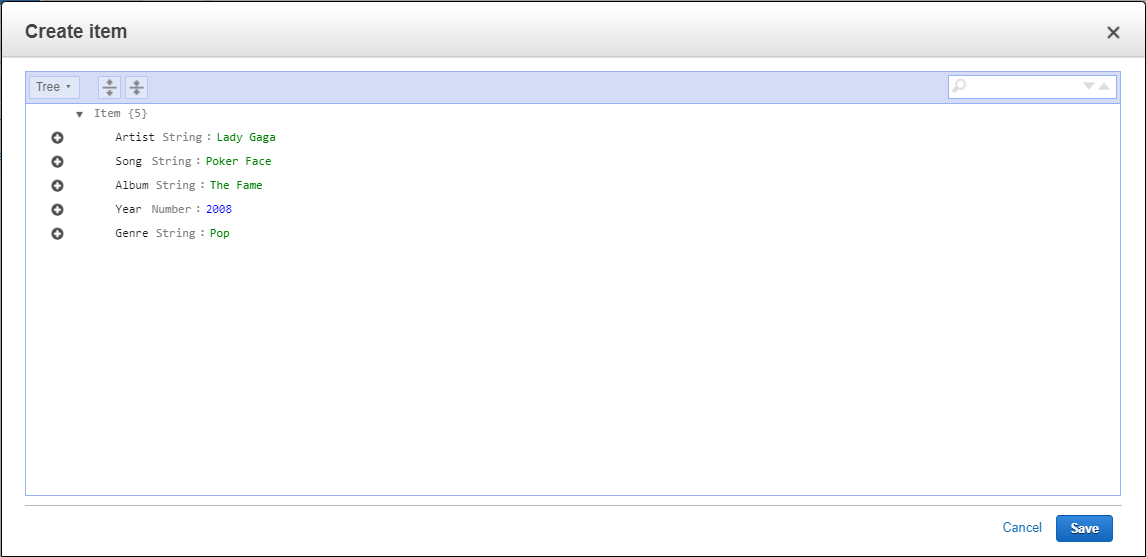 Create item
Tree
Item {5}
Artist String : Lady Gaga
Song String : Poker Face
Album String : The Fame
Year Number : 2008
Genre String : Pop
Cancel Save